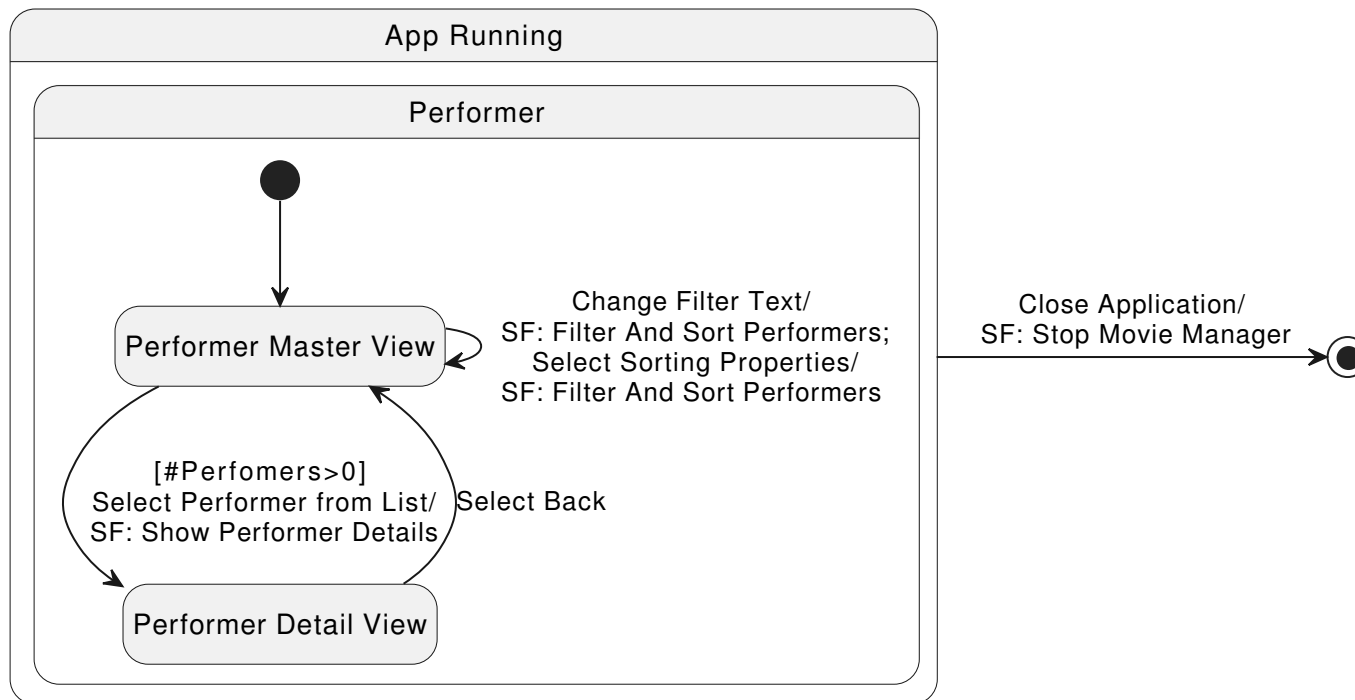 App Running
Performer
Performer Master View
Change Filter Text/
SF: Filter And Sort Performers;
Select Sorting Properties/
SF: Filter And Sort Performers
Close Application/
SF: Stop Movie Manager
[#Perfomers>0]
Select Performer from List/
SF: Show Performer Details
Select Back
Performer Detail View